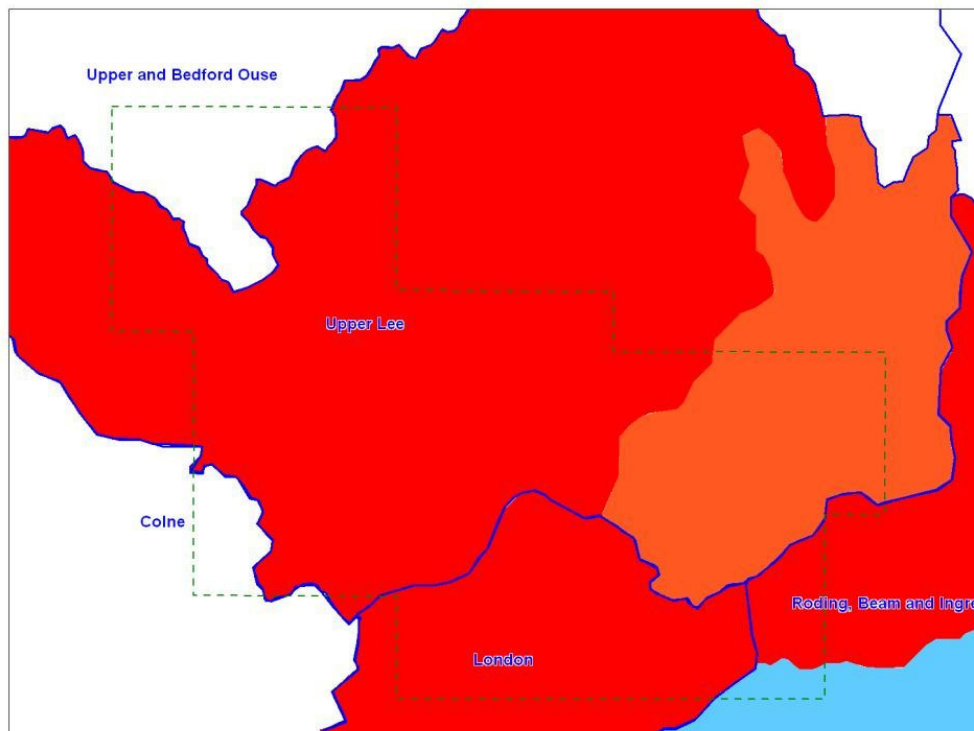 Upper and Bedford Ouse
Upper Lee
Colne
Roding, Beam and Ingre
London